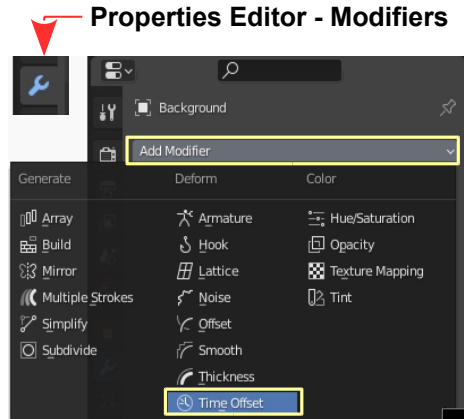 Properties Editor - Modifiers
Background
Add Modifier
Generate Deform Color
Array Armature Hue/Saturation
Build Hook Opacity
Mirror Lattice Texture Mapping
Multiple Strokes Noise Tint
Simplify Offset
Subdivide Smooth
Thickness
Time Offset